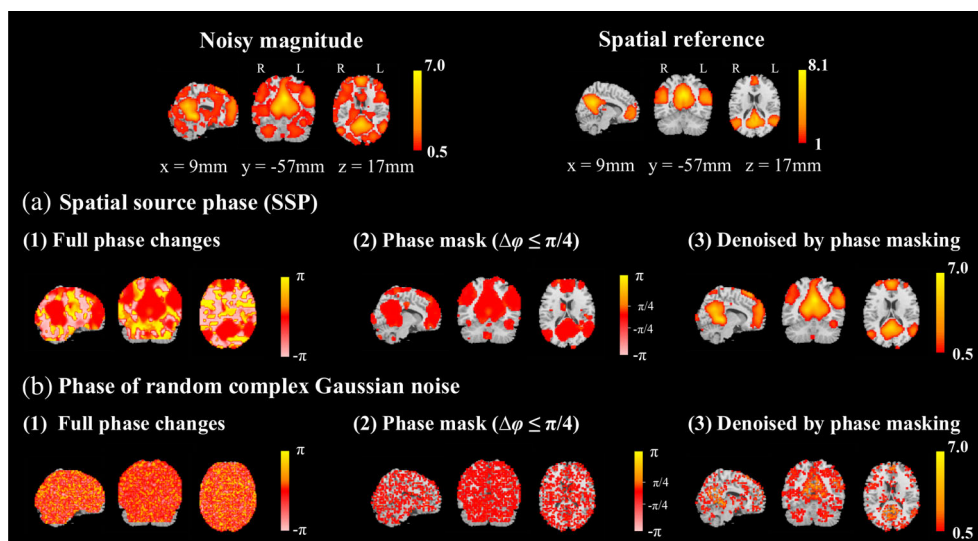 Noisy magnitude
Spatial reference
R L R L 7.0
0.5
R L R L 8.1
1
x = 9mm y = -57mm z = 17mm
x = 9mm y = -57mm z = 17mm
(a) Spatial source phase (SSP)
(1) Full phase changes
(2) Phase mask (Δφ ≤ π/4)
(3) Denoised by phase masking
π
-π
π
π/4
-π/4
-π
7.0
0.5
(b) Phase of random complex Gaussian noise
(1) Full phase changes
(2) Phase mask (Δφ ≤ π/4)
(3) Denoised by phase masking
π
-π
π
π/4
-π/4
-π
7.0
0.5